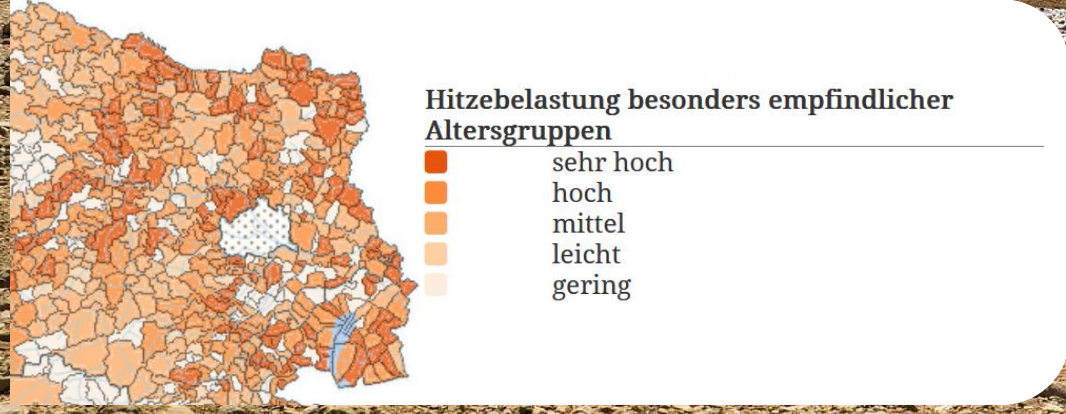 Hitzebelastung besonders empfindlicher
Altersgruppen
sehr hoch
hoch
mittel
leicht
gering